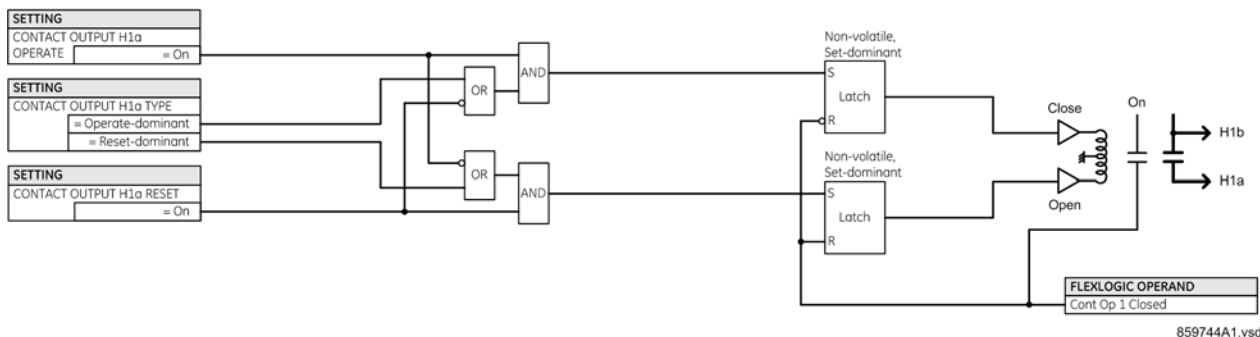 SETTING
CONTACT OUTPUT H1a
OPERATE = On
SETTING
CONTACT OUTPUT H1a TYPE
= Operate-dominant
= Reset-dominant
SETTING
CONTACT OUTPUT H1a RESET
= On
OR
AND
OR
AND
Non-volatile,
Set-dominant
S
Latch
R
Non-volatile,
Set-dominant
S
Latch
R
Close
Open
On
H1b
H1a
FLEXLOGIC OPERAND
Cont Op 1 Closed
859744A1.vsd